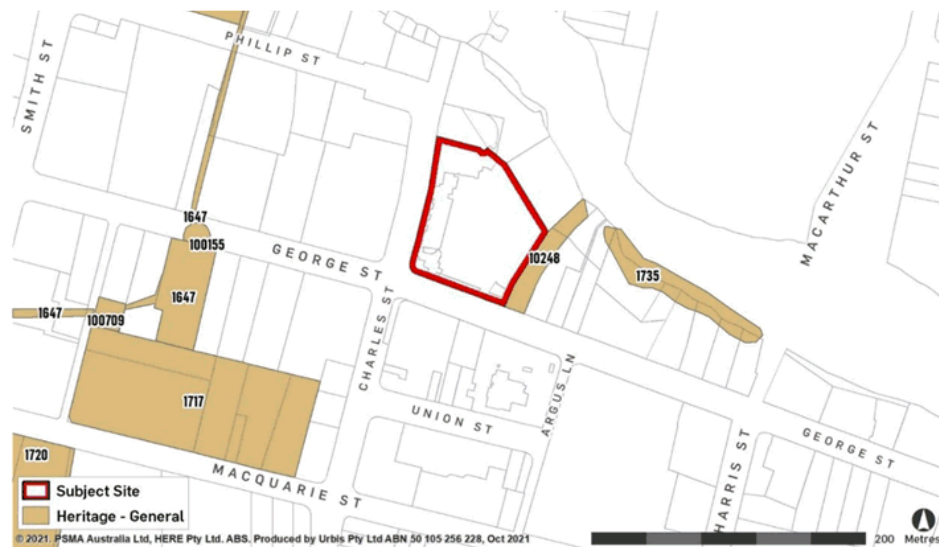 PHILLIP ST
SMITH ST
MACARTHUR ST
1647
100155
GEORGE ST
10248
1735
1647
1647
100709
CHARLES ST
1717
UNION ST
ARGUS LN
GEORGE ST
1720
MACQUARIE ST
HARRIS ST
Subject Site
Heritage - General
© 2021. PSMA Australia Ltd, HERE Pty Ltd. ABS. Produced by Urbis Pty Ltd ABN 50 105 256 228, Oct 2021
200
Metres